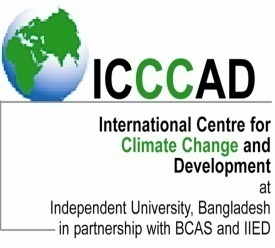 ICCCAD
International Centre for
Climate Change and
Development
at
Independent University, Bangladesh
in partnership with BCAS and IIED